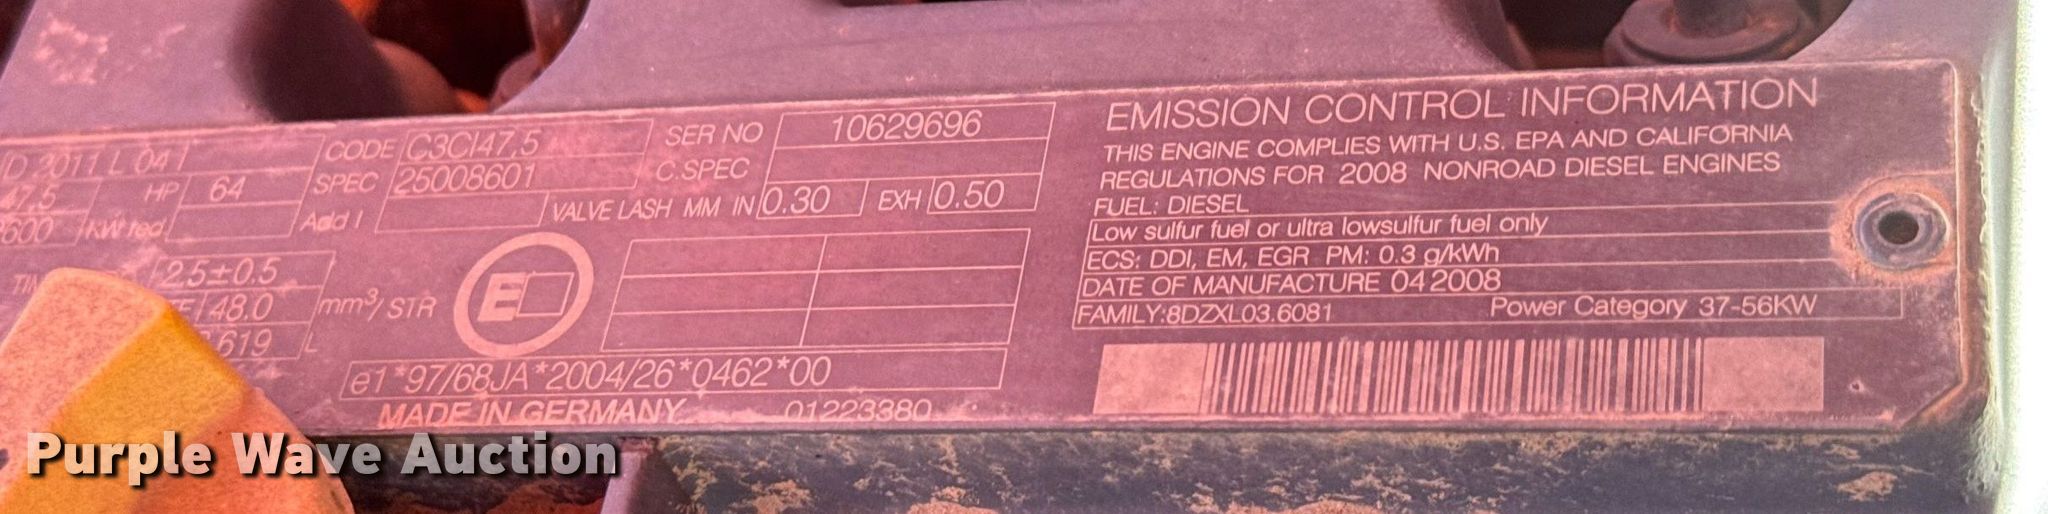 D 2011 L 04 I CODE C3CI47,5 SER NO 10629696
47,5 HP 64 SPEC 25008601 C.SPEC
2600 KW red Add I VALVE LASH MM IN 0.30 EXH 0.50
2.5±0.5
48.0 mm³/STR
619 L
E
e1*97/68JA*2004/26*0462*00
MADE IN GERMANY 01223380
EMISSION CONTROL INFORMATION
THIS ENGINE COMPLIES WITH U.S. EPA AND CALIFORNIA
REGULATIONS FOR 2008 NONROAD DIESEL ENGINES
FUEL: DIESEL
Low sulfur fuel or ultra lowsulfur fuel only
ECS: DDI, EM, EGR PM: 0.3 g/kWh
DATE OF MANUFACTURE 04 2008
FAMILY:8DZXL03.6081 Power Category 37-56KW
Purple Wave Auction